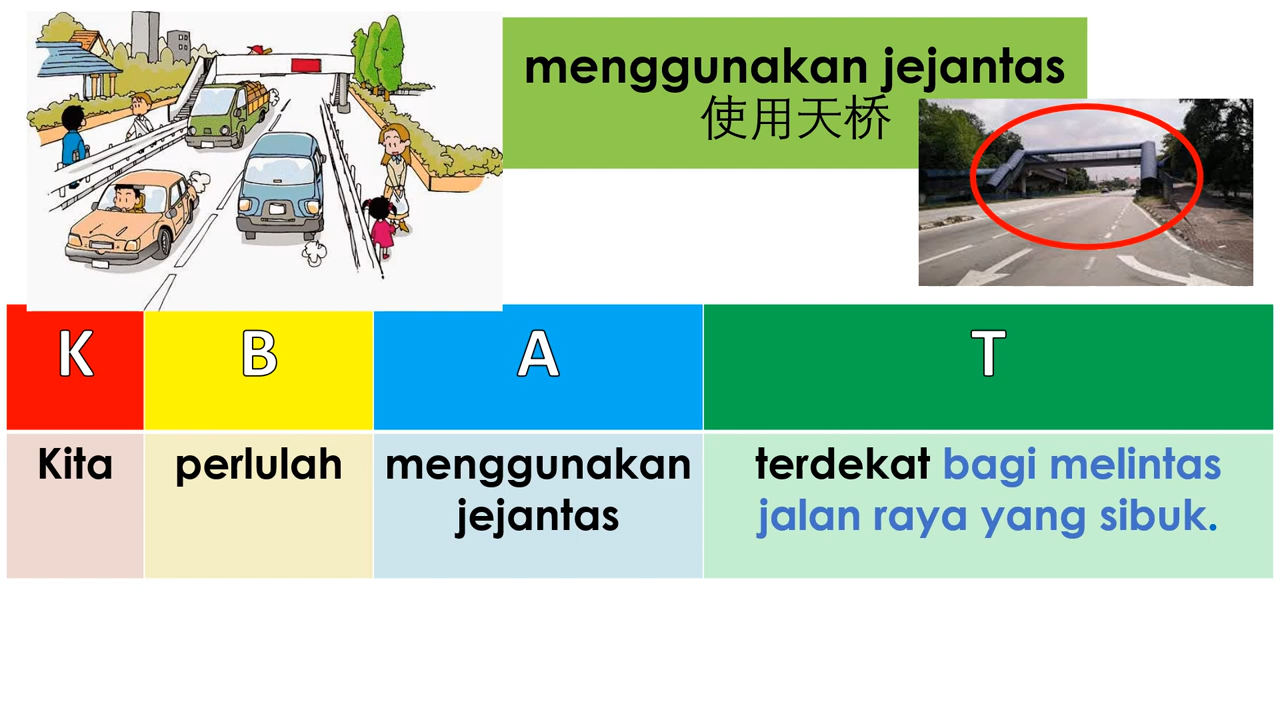 menggunakan jejantas
使用天桥
K B A T
Kita perlulah menggunakan terdekat bagi melintas
jejantas jalan raya yang sibuk.